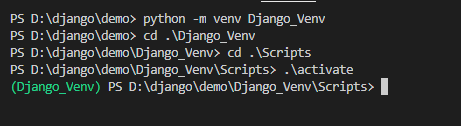 PS D:\django\demo> python -m venv Django_Venv
PS D:\django\demo> cd .\Django_Venv
PS D:\django\demo\Django_Venv> cd .\Scripts
PS D:\django\demo\Django_Venv\Scripts> .\activate
(Django_Venv) PS D:\django\demo\Django_Venv\Scripts>